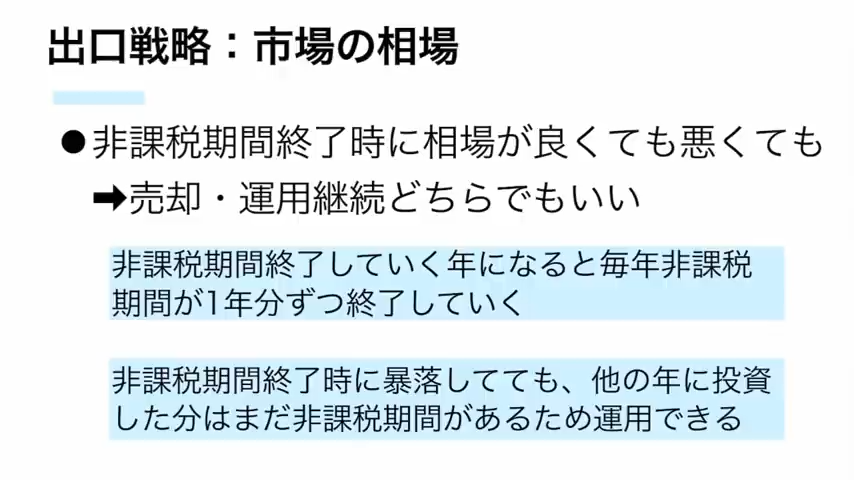 出口戦略：市場の相場
●非課税期間終了時に相場が良くても悪くても
➡売却・運用継続どちらでもいい
非課税期間終了していく年になると毎年非課税
期間が1年分ずつ終了していく
非課税期間終了時に暴落してても、他の年に投資
した分はまだ非課税期間があるため運用できる